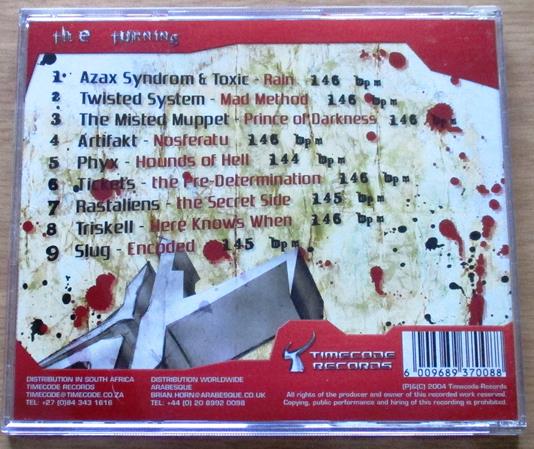 the turning
1 Azax Syndrom & Toxic - Rain 146 bpm
2 Twisted System - Mad Method 146 bpm
3 The Misted Muppet - Prince of Darkness 146 bpm
4 Artifakt - Nosferatu 146 bpm
5 Phyx - Hounds of Hell 144 bpm
6 Tickets - the Pre-Determination 146 bpm
7 Rastaliens - the Secret Side 145 bpm
8 Triskell - Here Knows When 146 bpm
9 Slug - Encoded 145 bpm
TIMECODE
RECORDS
6 009689 370088
DISTRIBUTION IN SOUTH AFRICA
TIMECODE RECORDS
TIMECODE@TIMECODE.CO.ZA
TEL: +27 (0)84 343 1616
DISTRIBUTION WORLDWIDE
ARABESQUE
BRIAN.HORN@ARABESQUE.CO.UK
TEL: +44 (0) 20 8992 0098
(P)&(C) 2004 Timecode-Records
All rights of the producer and owner of this recorded work reserved.
Copying, public performance and hiring of this recording is prohibited.